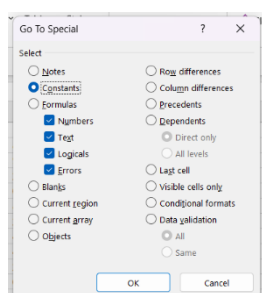 Go To Special ? X
Select
Notes
Constants
Formulas
Numbers
Text
Logicals
Errors
Blanks
Current region
Current array
Objects
Row differences
Column differences
Precedents
Dependents
Direct only
All levels
Last cell
Visible cells only
Conditional formats
Data validation
All
Same
OK Cancel